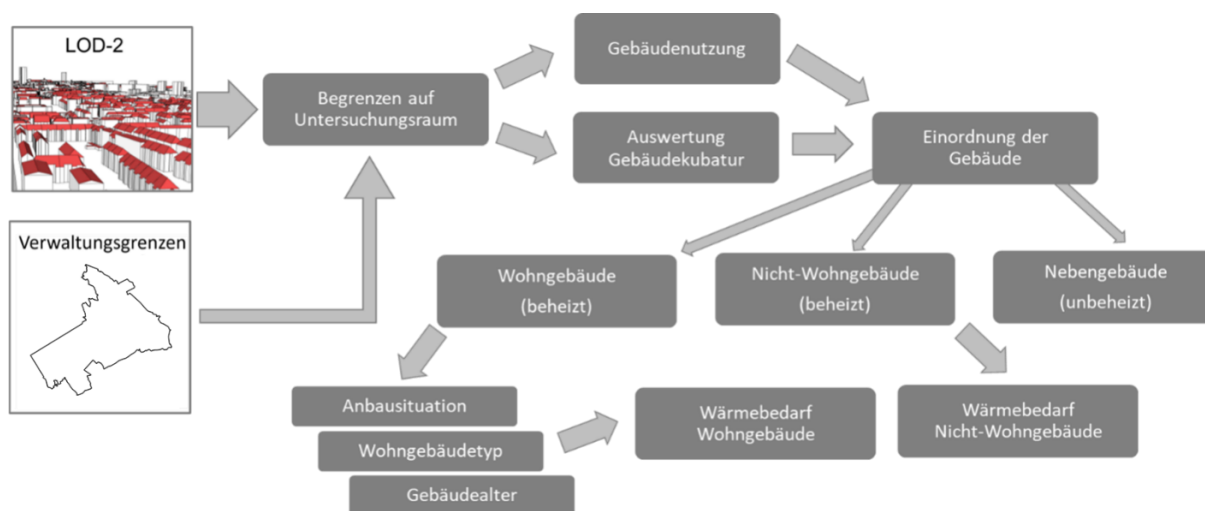 LOD-2
Verwaltungsgrenzen
Begrenzen auf
Untersuchungsraum
Gebäudenutzung
Auswertung
Gebäudekubatur
Einordnung der
Gebäude
Wohngebäude
(beheizt)
Nicht-Wohngebäude
(beheizt)
Nebengebäude
(unbeheizt)
Anbausituation
Wohngebäudetyp
Gebäudealter
Wärmebedarf
Wohngebäude
Wärmebedarf
Nicht-Wohngebäude